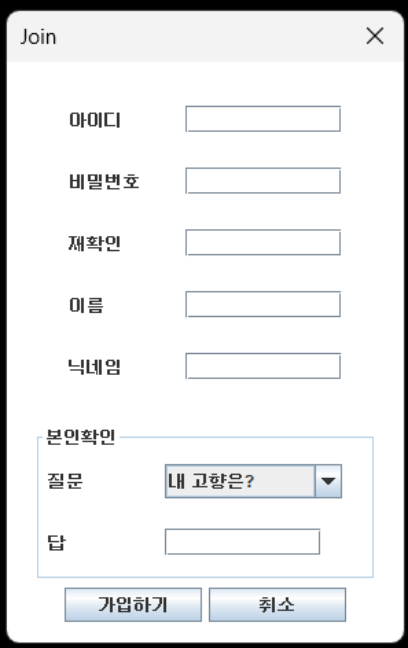 Join
아이디
비밀번호
재확인
이름
닉네임
본인확인
질문 내 고향은?
답
가입하기 취소